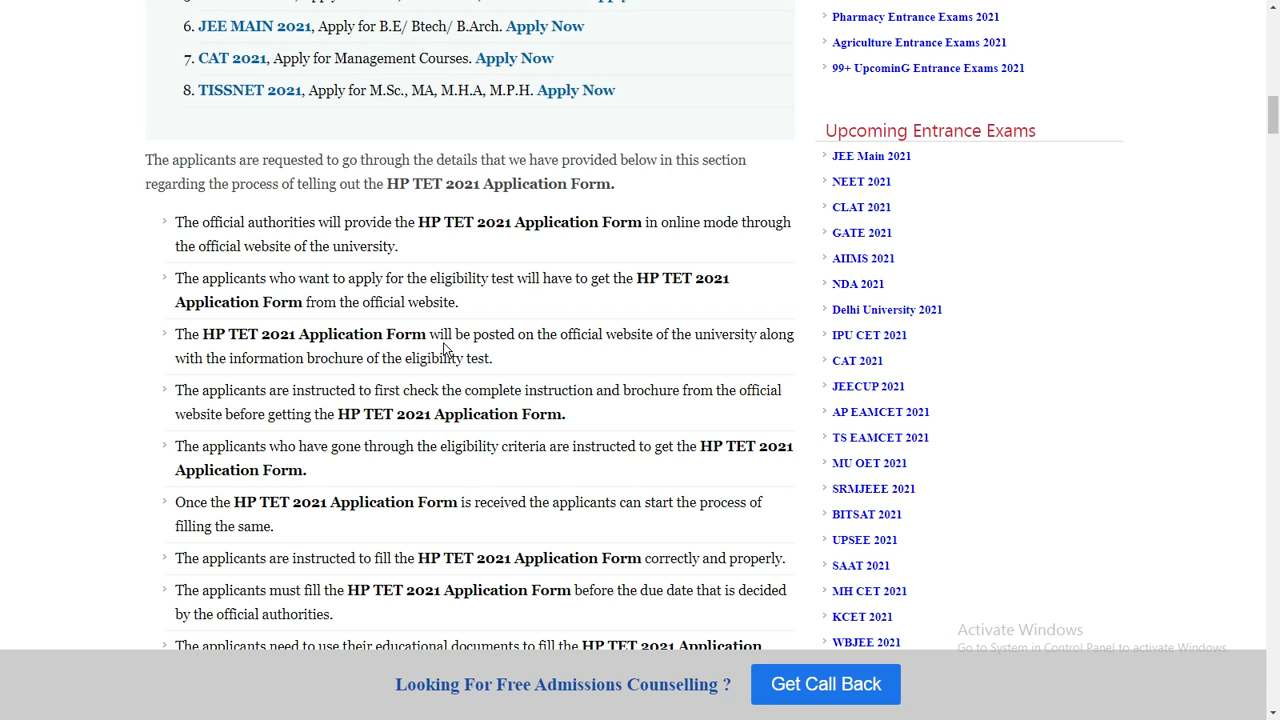 6. JEE MAIN 2021, Apply for B.E/ Btech/ B.Arch. Apply Now
7. CAT 2021, Apply for Management Courses. Apply Now
8. TISSNET 2021, Apply for M.Sc., MA, M.H.A, M.P.H. Apply Now
The applicants are requested to go through the details that we have provided below in this section
regarding the process of telling out the HP TET 2021 Application Form.
The official authorities will provide the HP TET 2021 Application Form in online mode through
the official website of the university.
The applicants who want to apply for the eligibility test will have to get the HP TET 2021
Application Form from the official website.
The HP TET 2021 Application Form will be posted on the official website of the university along
with the information brochure of the eligibility test.
The applicants are instructed to first check the complete instruction and brochure from the official
website before getting the HP TET 2021 Application Form.
The applicants who have gone through the eligibility criteria are instructed to get the HP TET 2021
Application Form.
Once the HP TET 2021 Application Form is received the applicants can start the process of
filling the same.
The applicants are instructed to fill the HP TET 2021 Application Form correctly and properly.
The applicants must fill the HP TET 2021 Application Form before the due date that is decided
by the official authorities.
The applicants need to use their educational documents to fill the HP TET 2021 Application
Pharmacy Entrance Exams 2021
Agriculture Entrance Exams 2021
99+ UpcominG Entrance Exams 2021
Upcoming Entrance Exams
JEE Main 2021
NEET 2021
CLAT 2021
GATE 2021
AIIMS 2021
NDA 2021
Delhi University 2021
IPU CET 2021
CAT 2021
JEECUP 2021
AP EAMCET 2021
TS EAMCET 2021
MU OET 2021
SRMJEEE 2021
BITSAT 2021
UPSEE 2021
SAAT 2021
MH CET 2021
KCET 2021
WBJEE 2021
Activate Windows
Go to System in Control Panel to activate Windows.
Looking For Free Admissions Counselling ?
Get Call Back